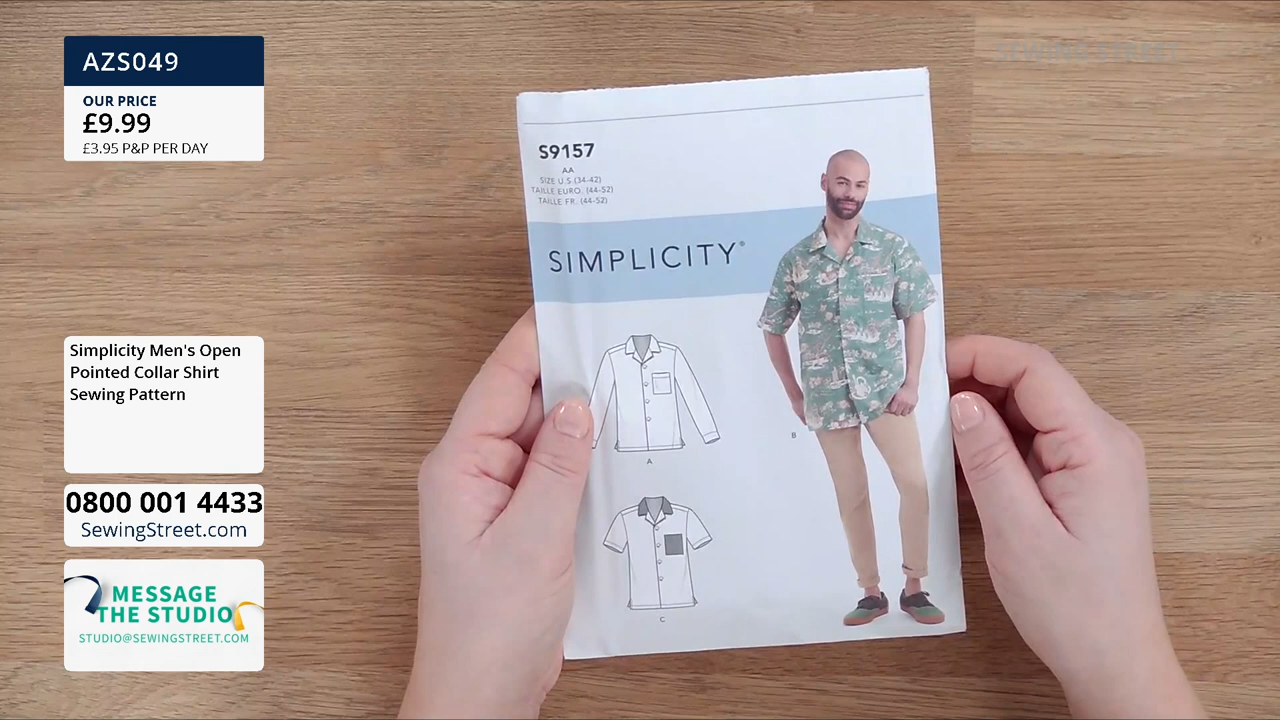 AZS049
OUR PRICE
£9.99
£3.95 P&P PER DAY
Simplicity Men's Open
Pointed Collar Shirt
Sewing Pattern
0800 001 4433
SewingStreet.com
MESSAGE
THE STUDIO
STUDIO@SEWINGSTREET.COM
SEWING STREET
S9157
AA
SIZE U.S (34-42)
TAILLE EURO. (44-52)
TAILLE FR. (44-52)
SIMPLICITY®
A
B
C